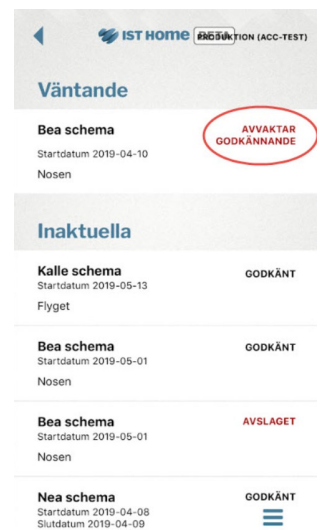 IST HOME BETA PRODUKTION (ACC-TEST)
Väntande
Bea schema
AVVAKTAR
GODKÄNNANDE
Startdatum 2019-04-10
Nosen
Inaktuella
Kalle schema
GODKÄNT
Startdatum 2019-05-13
Flyget
Bea schema
GODKÄNT
Startdatum 2019-05-01
Nosen
Bea schema
AVSLAGET
Startdatum 2019-05-01
Nosen
Nea schema
GODKÄNT
Startdatum 2019-04-08
Slutdatum 2019-04-09